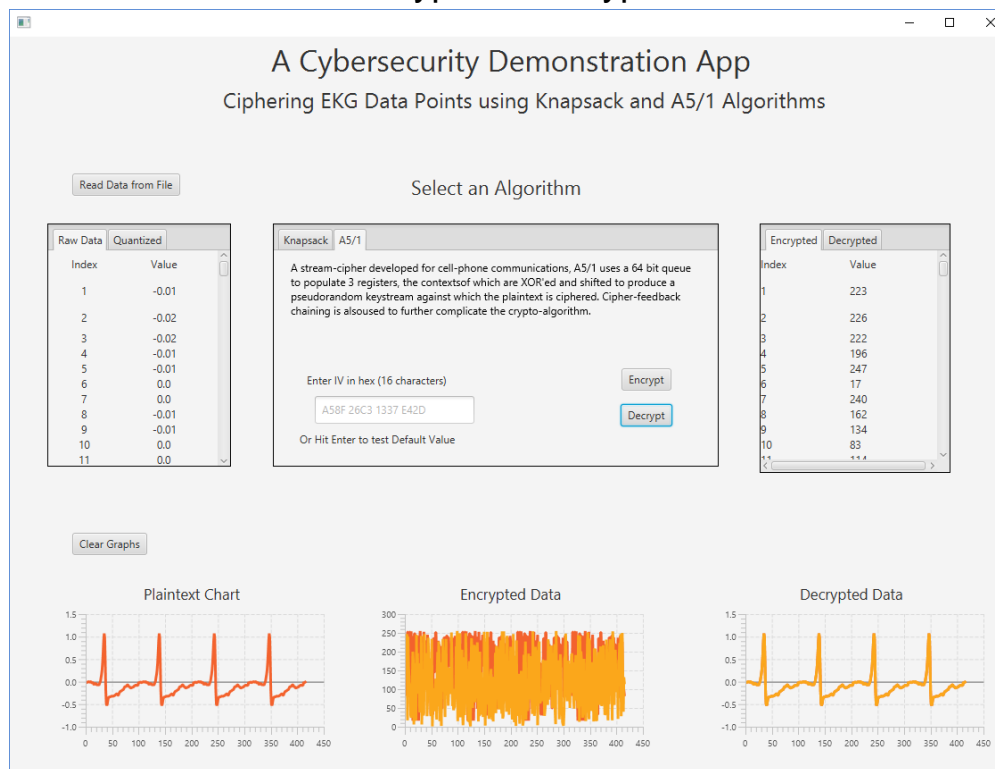 A Cybersecurity Demonstration App
Ciphering EKG Data Points using Knapsack and A5/1 Algorithms
Read Data from File
Select an Algorithm
Raw Data Quantized
Index Value
1 -0.01
2 -0.02
3 -0.02
4 -0.01
5 -0.01
6 0.0
7 0.0
8 -0.01
9 -0.01
10 0.0
11 0.0
Knapsack A5/1
A stream-cipher developed for cell-phone communications, A5/1 uses a 64 bit queue
to populate 3 registers, the contextsof which are XOR'ed and shifted to produce a
pseudorandom keystream against which the plaintext is ciphered. Cipher-feedback
chaining is alsoused to further complicate the crypto-algorithm.
Enter IV in hex (16 characters)
A58F 26C3 1337 E42D
Or Hit Enter to test Default Value
Encrypt
Decrypt
Encrypted Decrypted
Index Value
1 223
2 226
3 222
4 196
5 247
6 17
7 240
8 162
9 134
10 83
11 114
Clear Graphs
Plaintext Chart
1.5
1.0
0.5
0.0
-0.5
-1.0
0 50 100 150 200 250 300 350 400 450
Encrypted Data
300
250
200
150
100
50
0
0 50 100 150 200 250 300 350 400 450
Decrypted Data
1.5
1.0
0.5
0.0
-0.5
-1.0
0 50 100 150 200 250 300 350 400 450